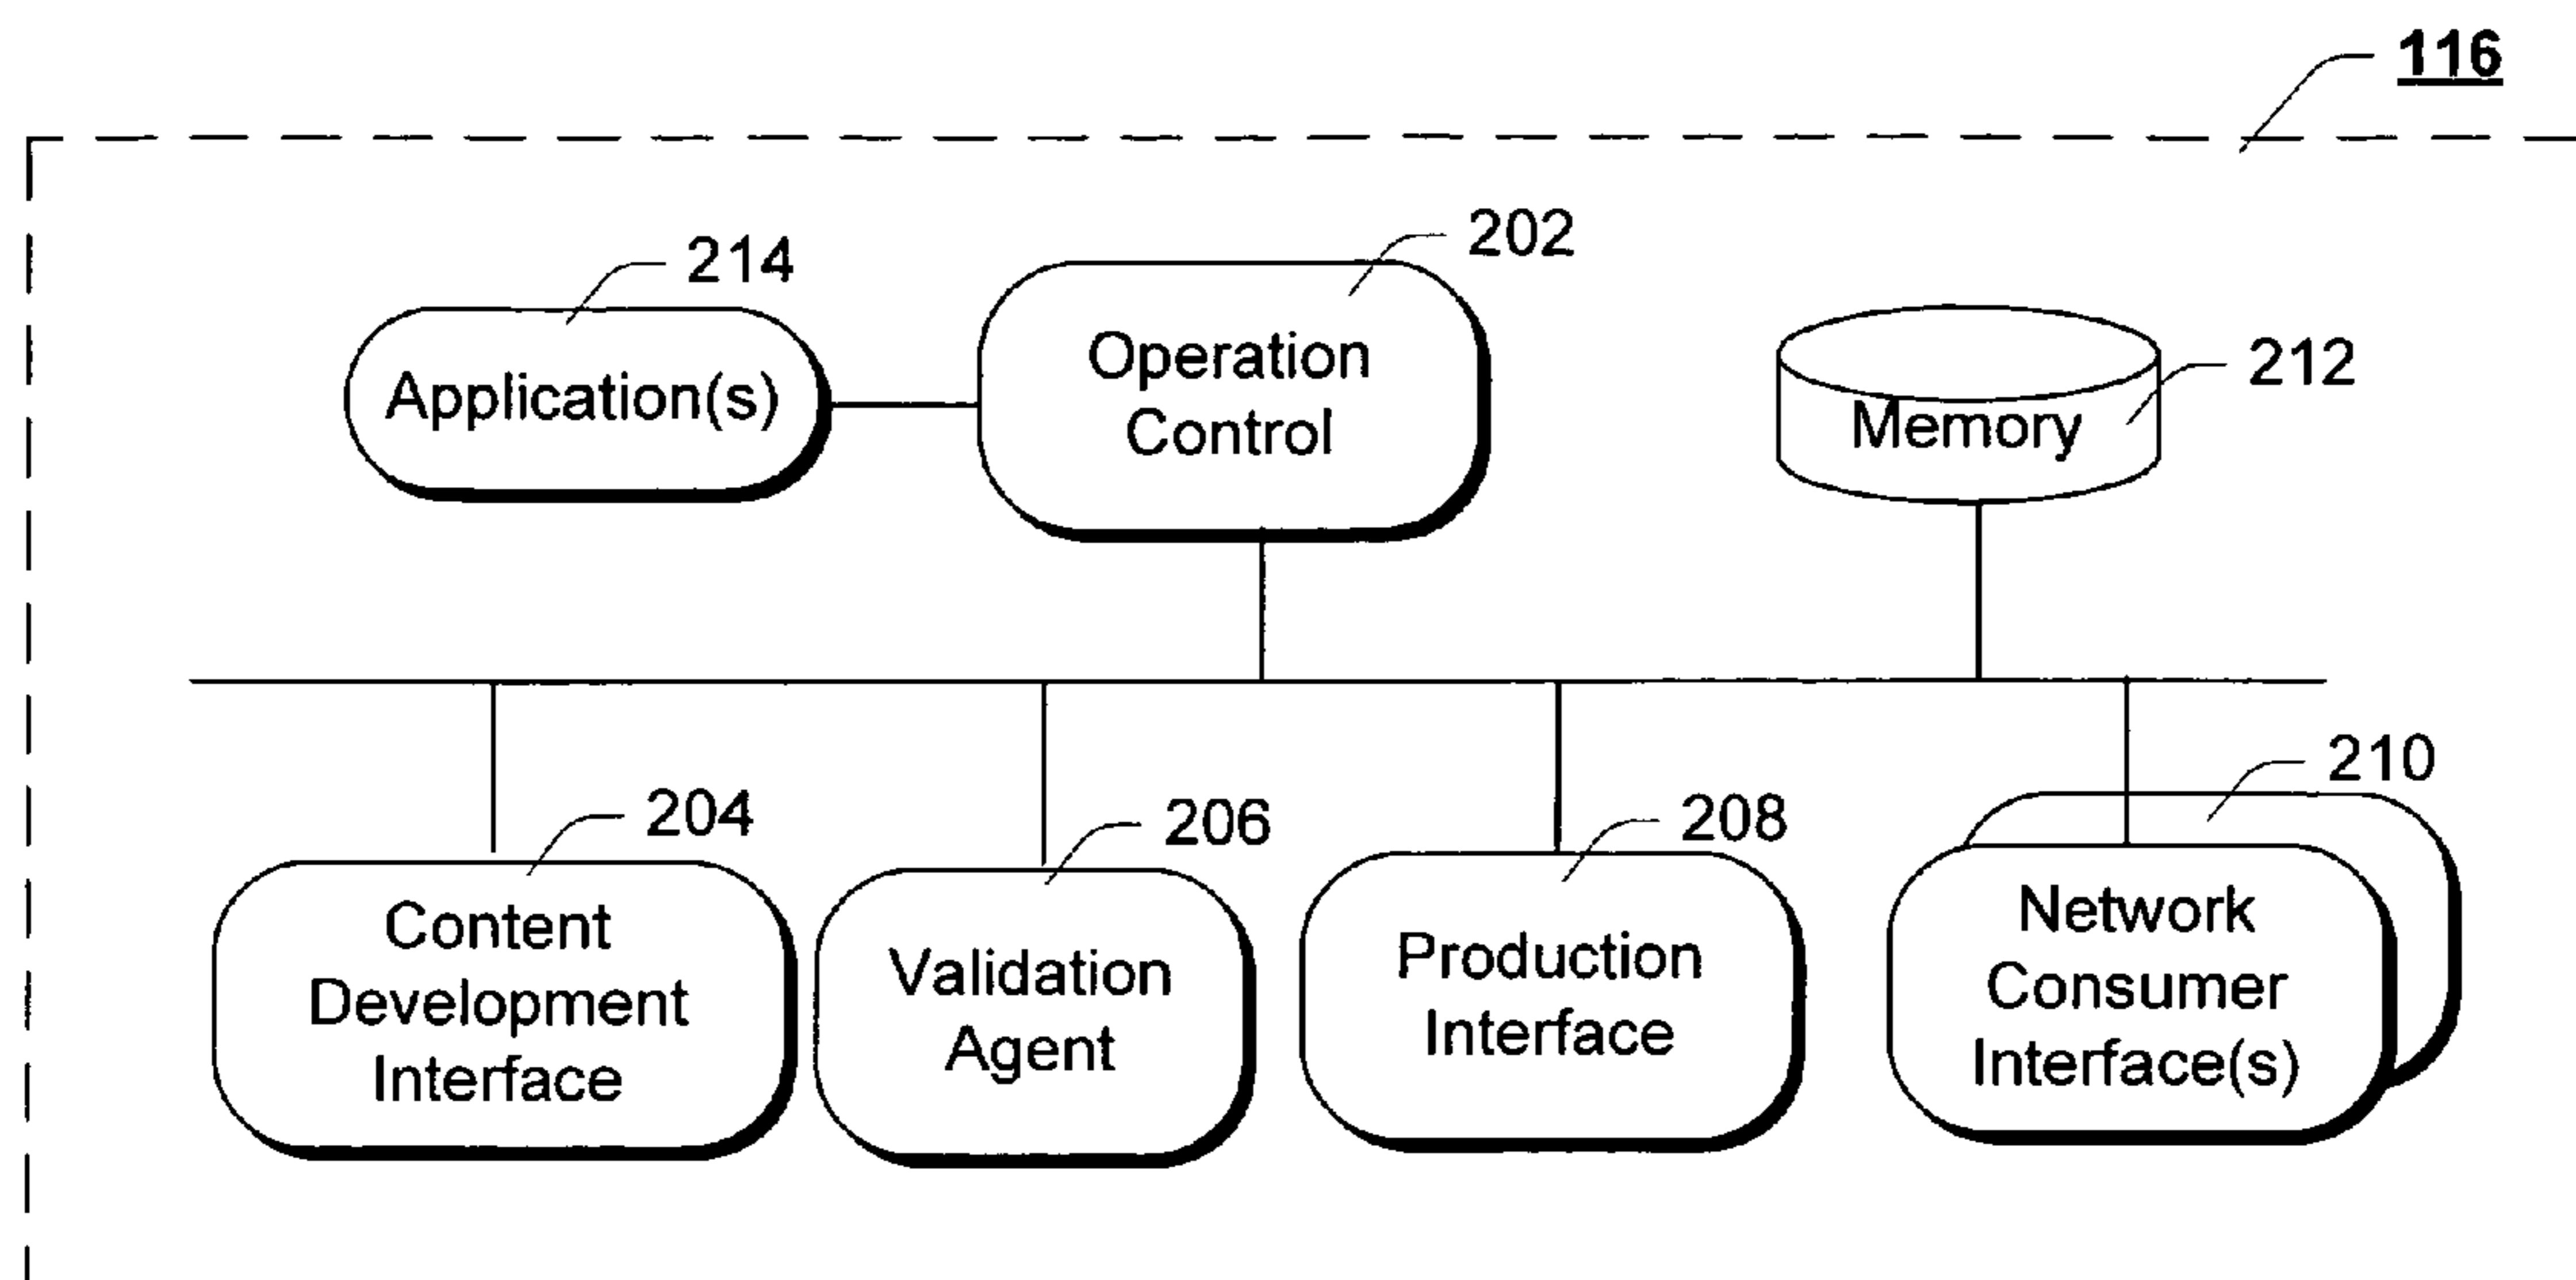 116
214
202
Application(s)
Operation
Control
212
Memory
204
Content
Development
Interface
206
Validation
Agent
208
Production
Interface
210
Network
Consumer
Interface(s)